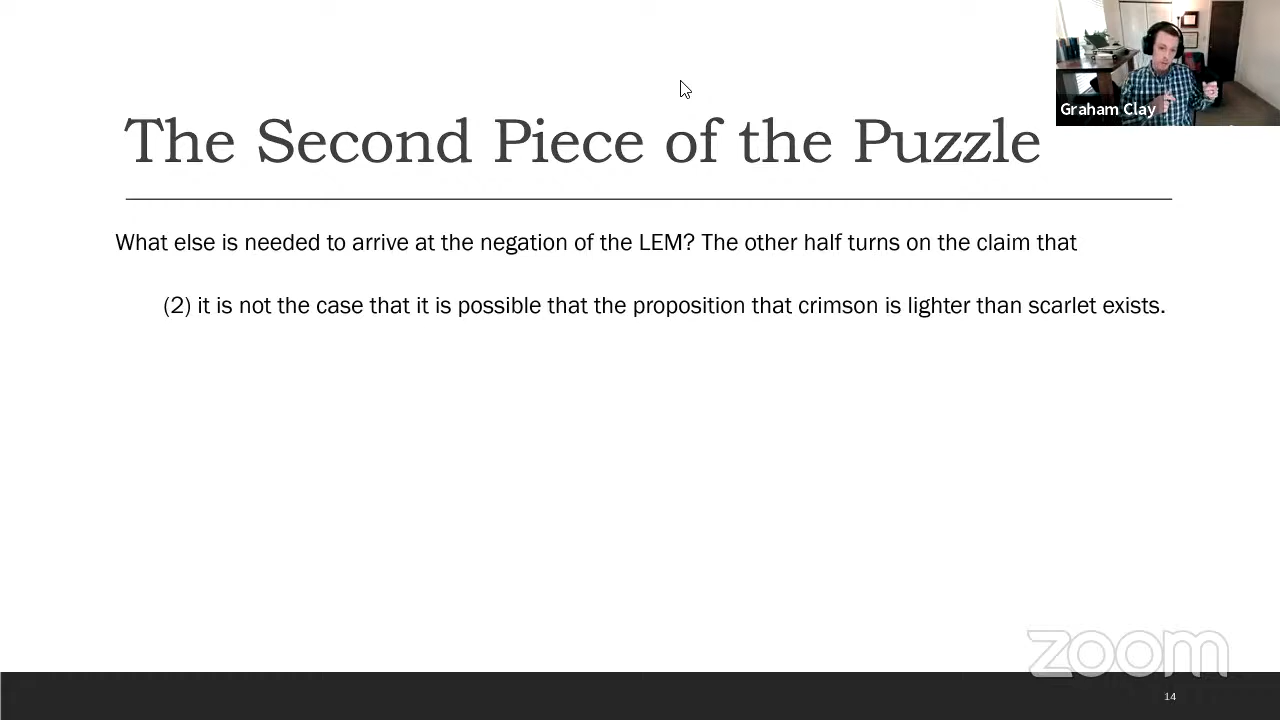 Graham Clay
The Second Piece of the Puzzle
What else is needed to arrive at the negation of the LEM? The other half turns on the claim that
(2) it is not the case that it is possible that the proposition that crimson is lighter than scarlet exists.
zoom
14